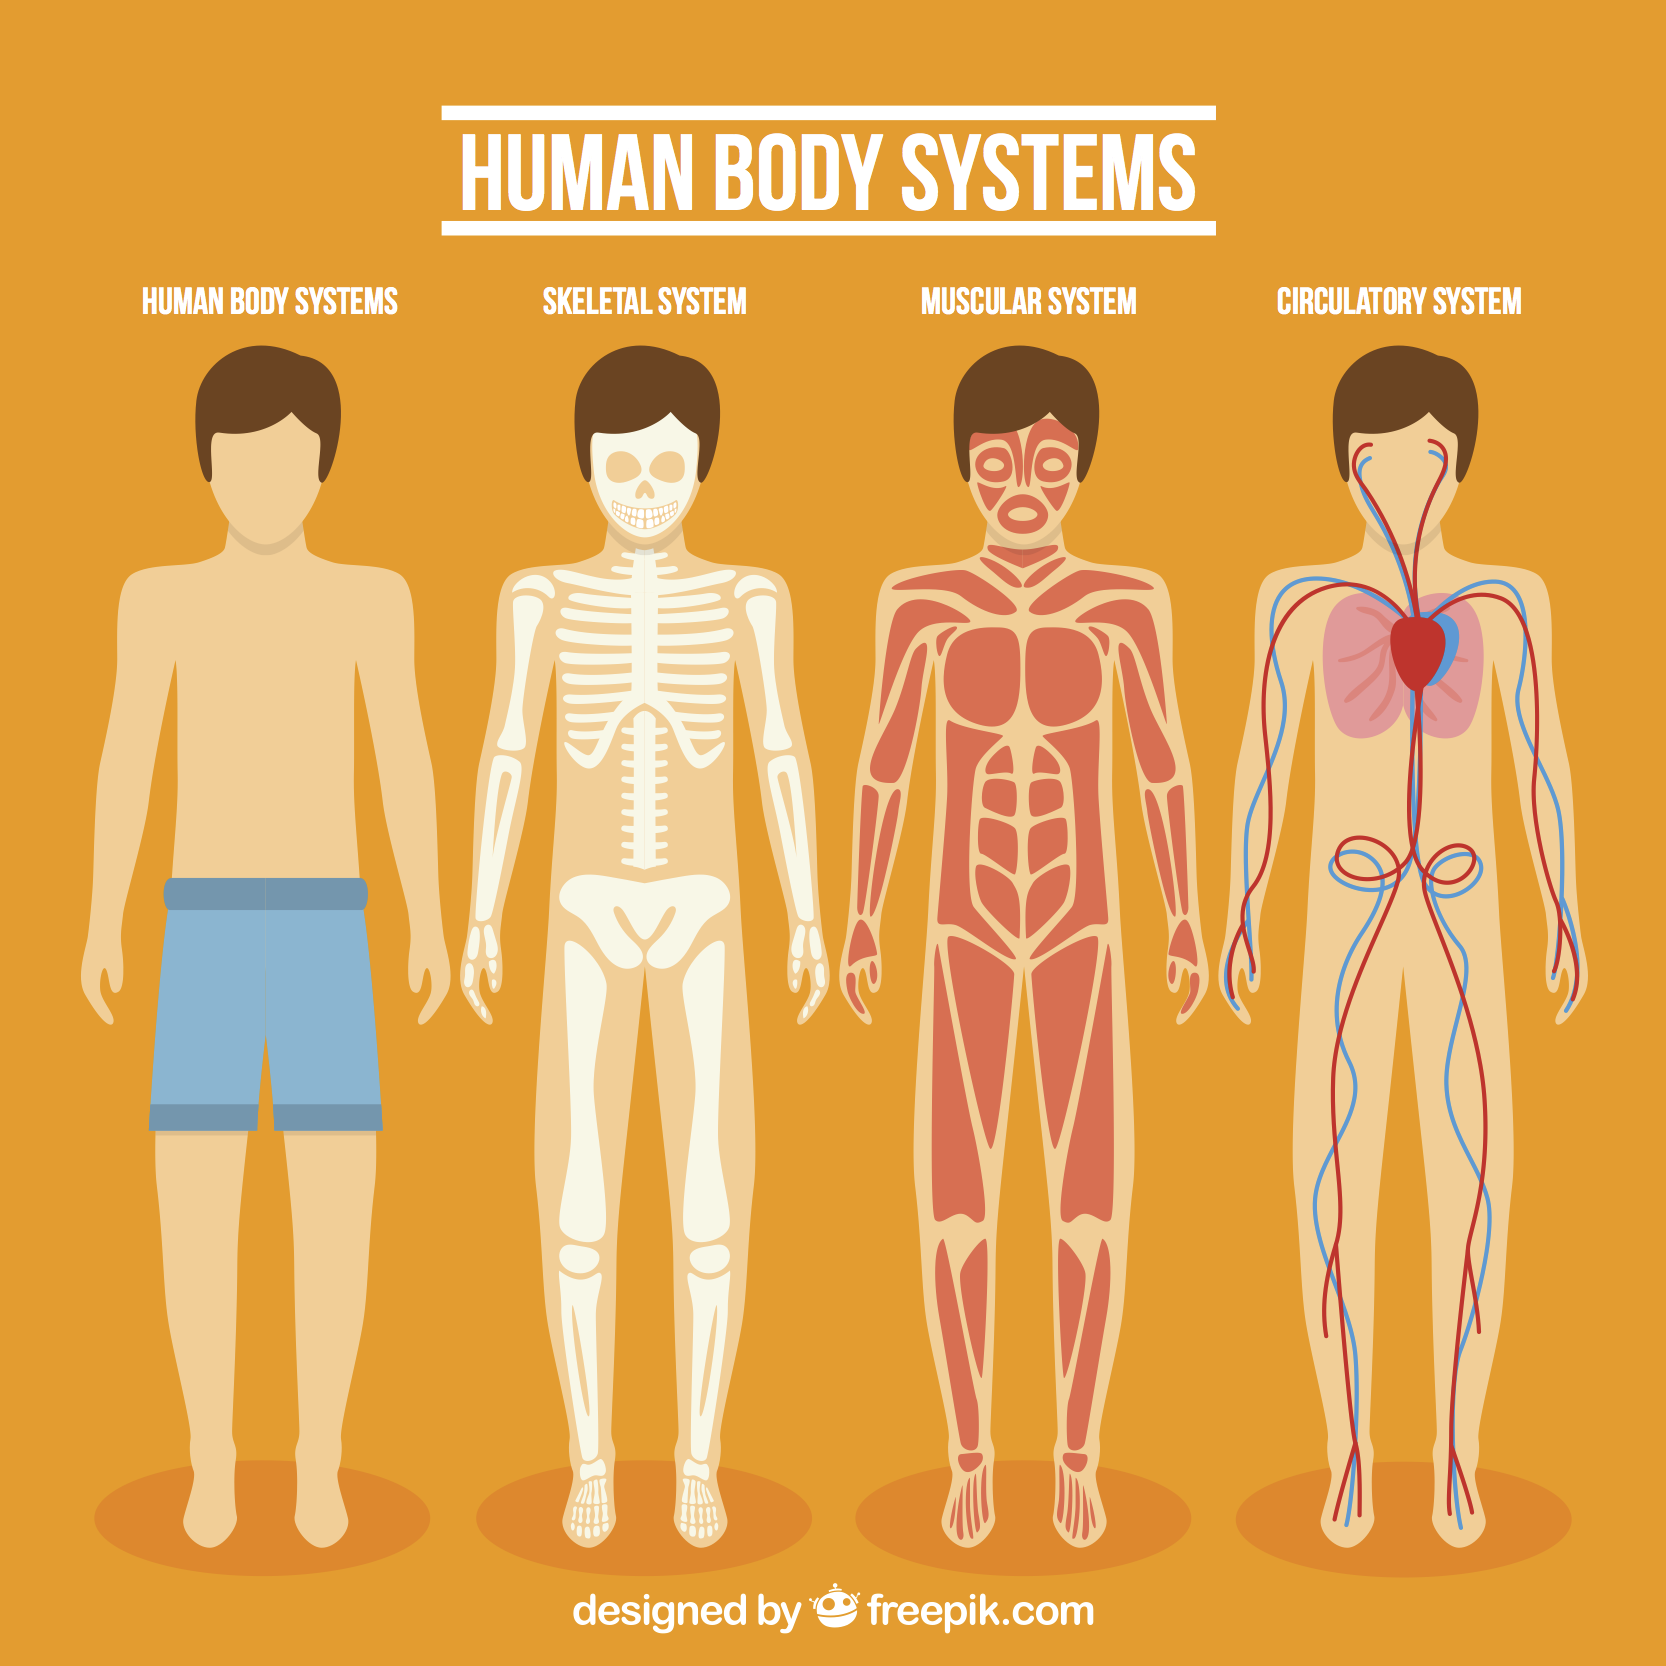 HUMAN BODY SYSTEMS
HUMAN BODY SYSTEMS
SKELETAL SYSTEM
MUSCULAR SYSTEM
CIRCULATORY SYSTEM
designed by freepik.com